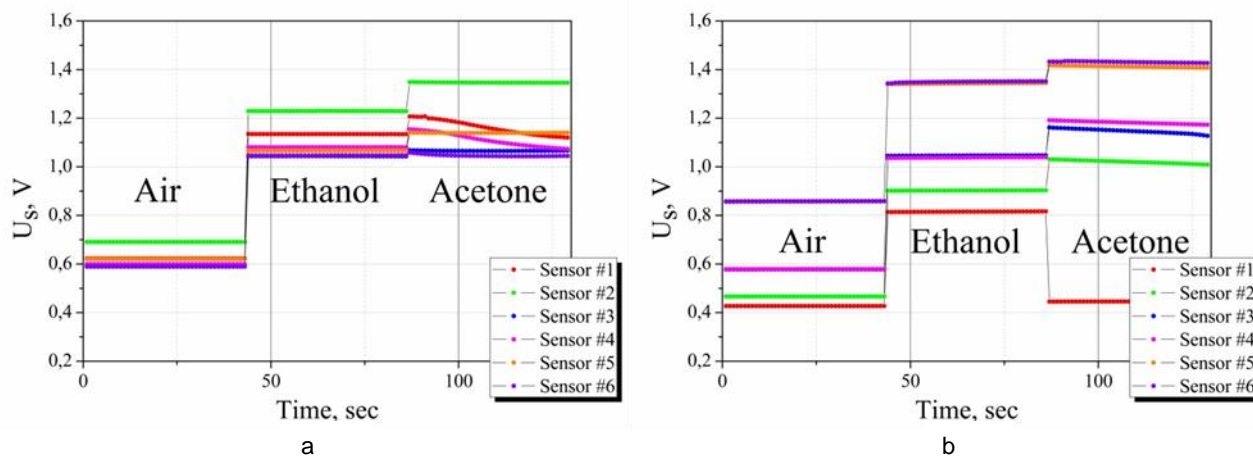 1,6
1,4
1,2
1,0
0,8
0,6
0,4
0,2
U_s, V
Air
Ethanol
Acetone
Sensor #1
Sensor #2
Sensor #3
Sensor #4
Sensor #5
Sensor #6
0
50
100
Time, sec
a
1,6
1,4
1,2
1,0
0,8
0,6
0,4
0,2
U_s, V
Air
Ethanol
Acetone
Sensor #1
Sensor #2
Sensor #3
Sensor #4
Sensor #5
Sensor #6
0
50
100
Time, sec
b